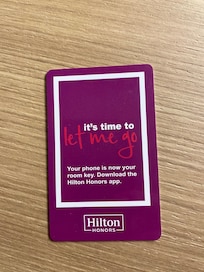 it's time to
let me go
Your phone is now your
room key. Download the
Hilton Honors app.
Hilton
HONORS